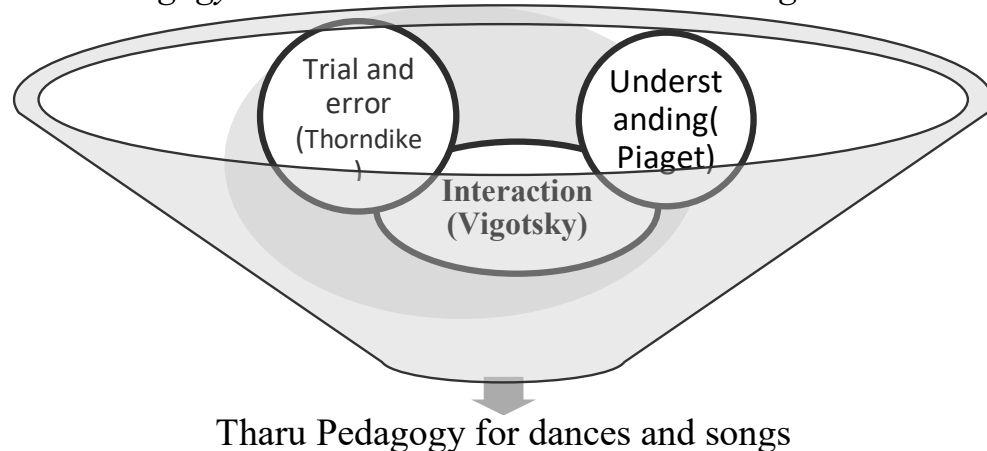 Trial and
error
(Thorndike
)
Underst
anding(
Piaget)
Interaction
(Vigotsky)
Tharu Pedagogy for dances and songs